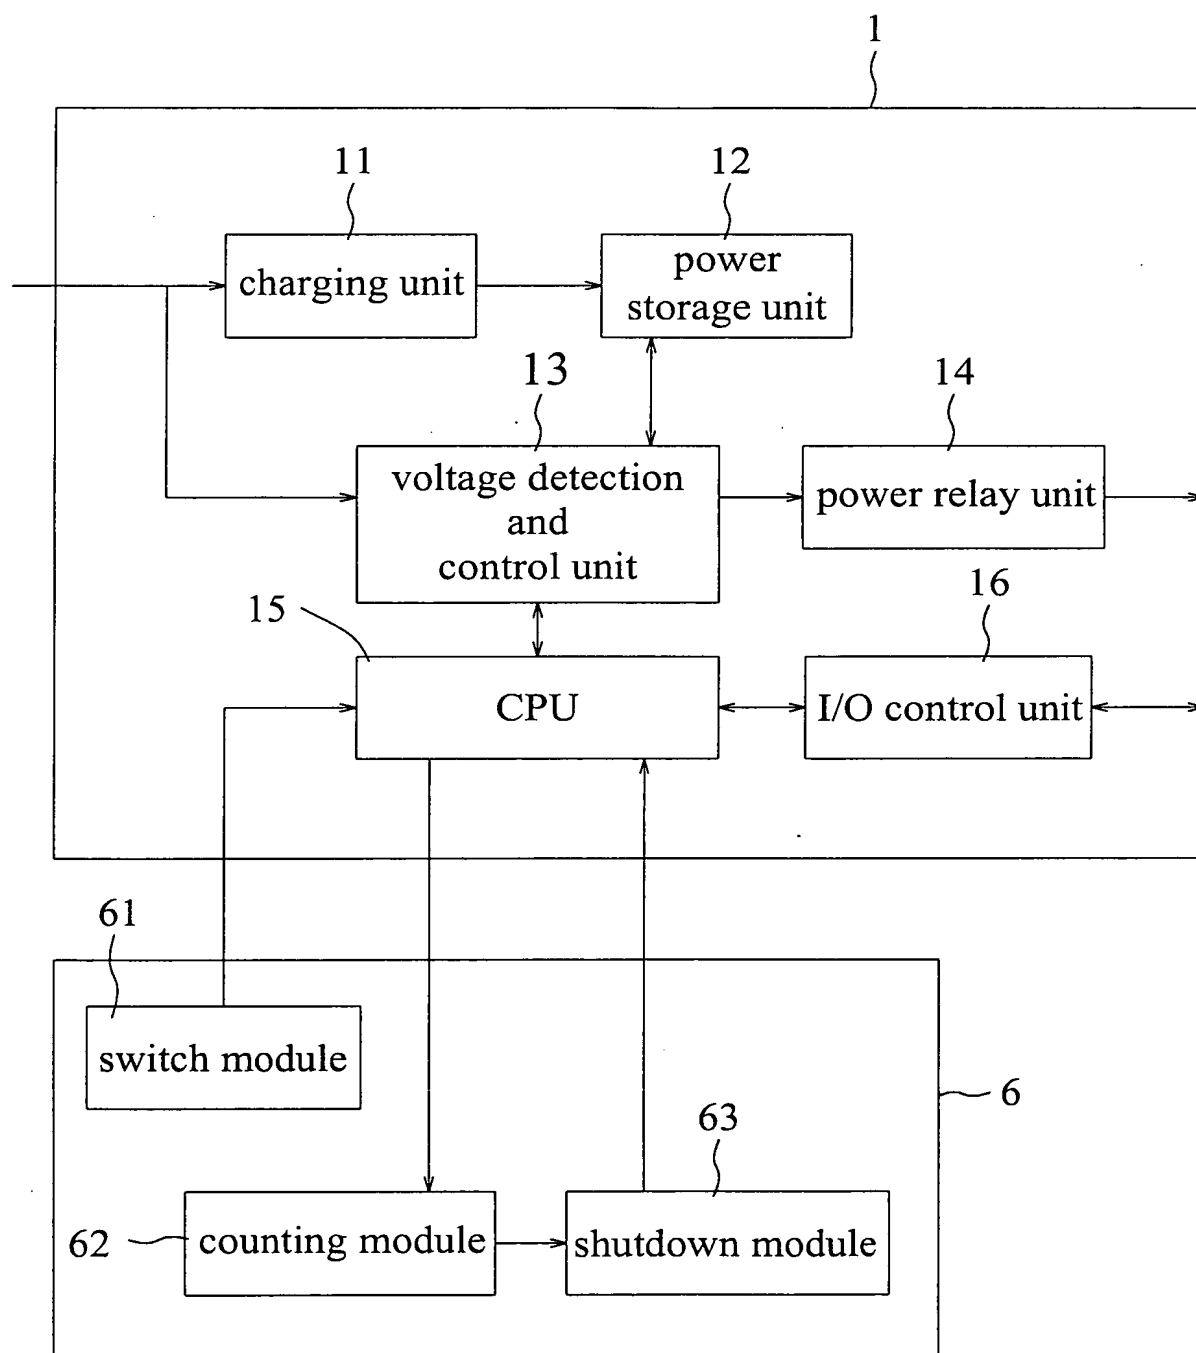 1
11
12
charging unit
power
storage unit
13
14
voltage detection
and
control unit
power relay unit
15
16
CPU
I/O control unit
61
switch module
6
63
62
counting module
shutdown module